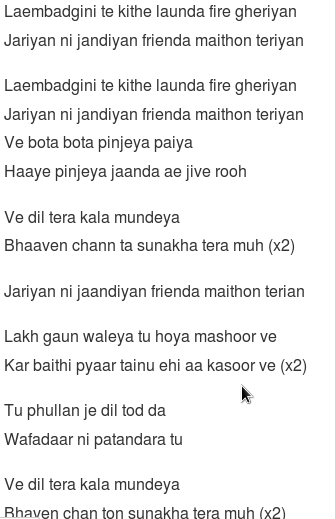 Laembadgini te kithe launda fire gheriyan
Jariyan ni jandiyan frienda maithon teriyan
Laembadgini te kithe launda fire gheriyan
Jariyan ni jandiyan frienda maithon teriyan
Ve bota bota pinjeya paiya
Haaye pinjeya jaanda ae jive rooh
Ve dil tera kala mundeya
Bhaaven chann ta sunakha tera muh (x2)
Jariyan ni jaandiyan frienda maithon terian
Lakh gaun waleya tu hoya mashoor ve
Kar baithi pyaar tainu ehi aa kasoor ve (x2)
Tu phullan je dil tod da
Wafadaar ni patandara tu
Ve dil tera kala mundeya
Bhaven chan ton sunakha tera muh (x2)